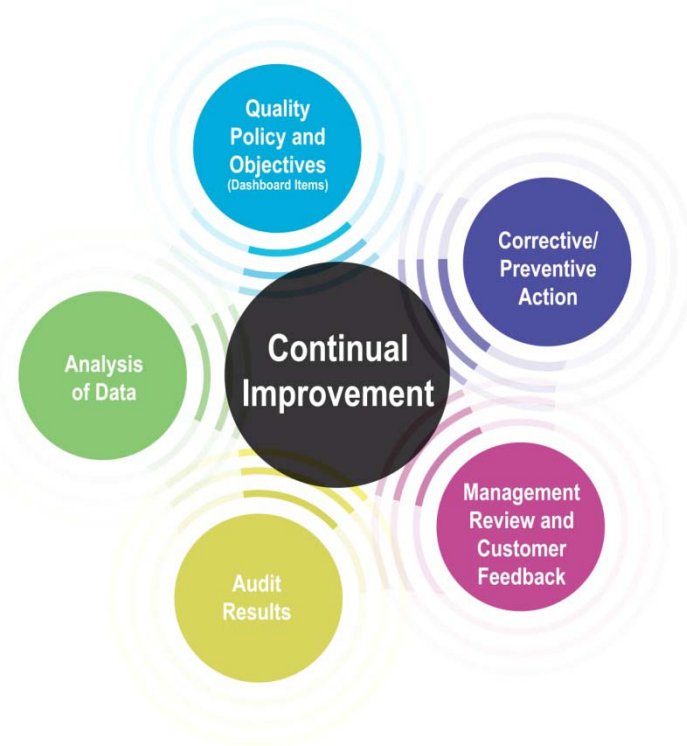 Quality
Policy and
Objectives
(Dashboard Items)
Corrective/
Preventive
Action
Continual
Improvement
Analysis
of Data
Management
Review and
Customer
Feedback
Audit
Results